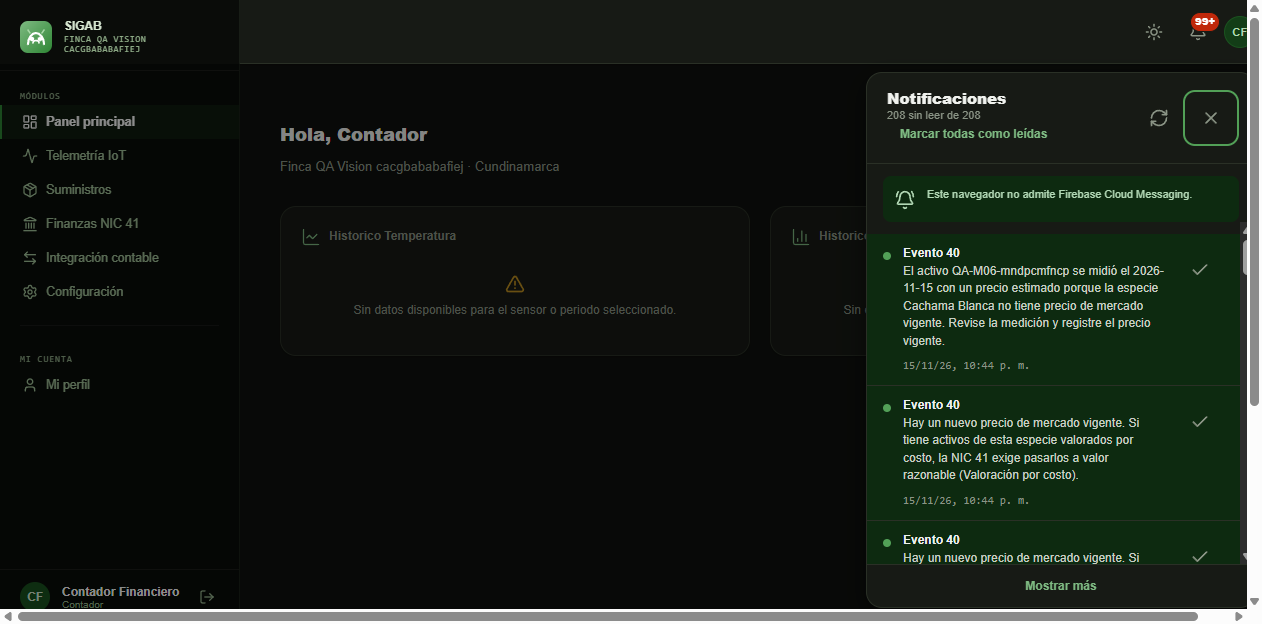 SIGAB
FINCA QA VISION
CACGBABABAFIEJ
MÓDULOS
Panel principal
Telemetría IoT
Suministros
Finanzas NIC 41
Integración contable
Configuración
MI CUENTA
Mi perfil
CF
Contador Financiero
Contador
99+
CF
Hola, Contador
Finca QA Vision cacgbababafiej · Cundinamarca
Historico Temperatura
Sin datos disponibles para el sensor o periodo seleccionado.
Historico
Sin
Notificaciones
208 sin leer de 208
Marcar todas como leídas
Este navegador no admite Firebase Cloud Messaging.
Evento 40
El activo QA-M06-mndpcmfncp se midió el 2026-
11-15 con un precio estimado porque la especie
Cachama Blanca no tiene precio de mercado
vigente. Revise la medición y registre el precio
vigente.
15/11/26, 10:44 p. m.
Evento 40
Hay un nuevo precio de mercado vigente. Si
tiene activos de esta especie valorados por
costo, la NIC 41 exige pasarlos a valor
razonable (Valoración por costo).
15/11/26, 10:44 p. m.
Evento 40
Hay un nuevo precio de mercado vigente. Si
Mostrar más